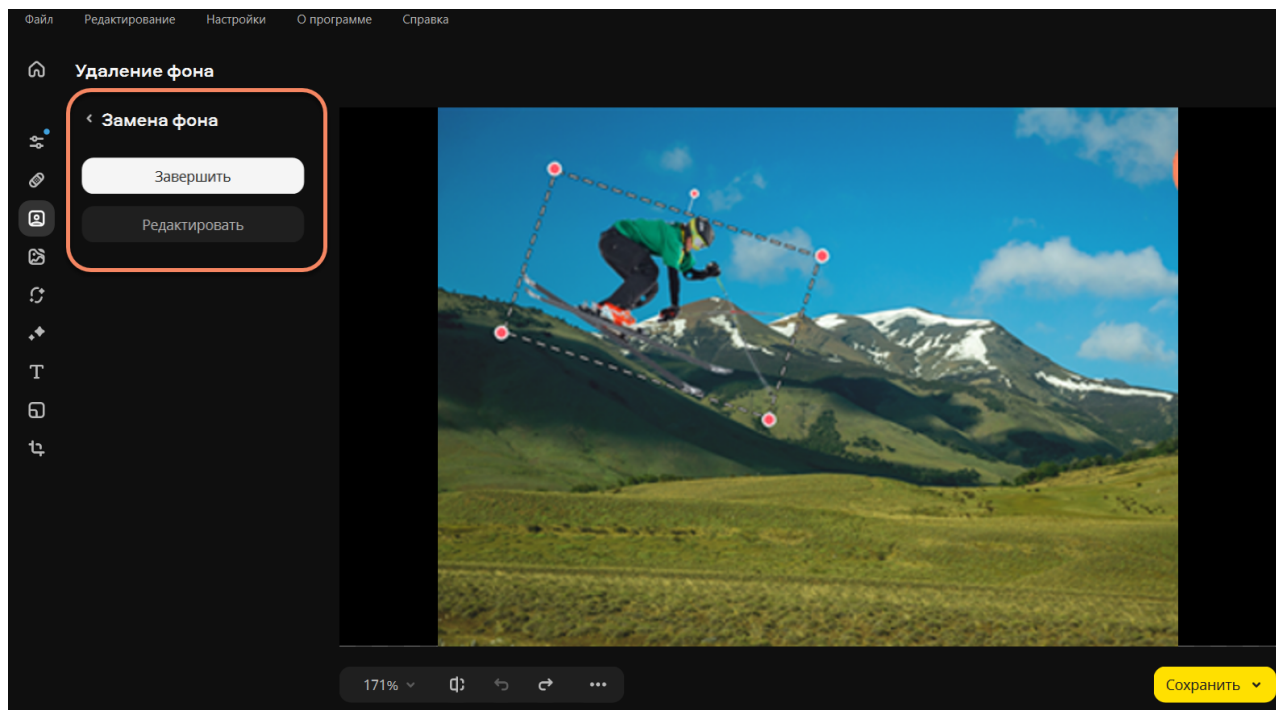 Файл Редактирование Настройки О программе Справка
Удаление фона
Замена фона
Завершить
Редактировать
171%
Сохранить